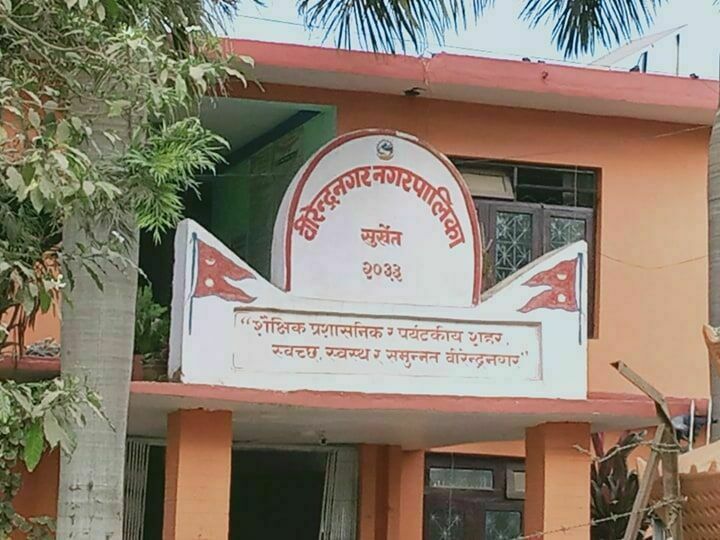 वीरेन्द्रनगर नगरपालिका
सुर्खेत
२०३३
"शैक्षिक प्रशासनिक र पर्यटकीय शहर,
स्वच्छ, स्वस्थ र समुन्नत वीरेन्द्रनगर"